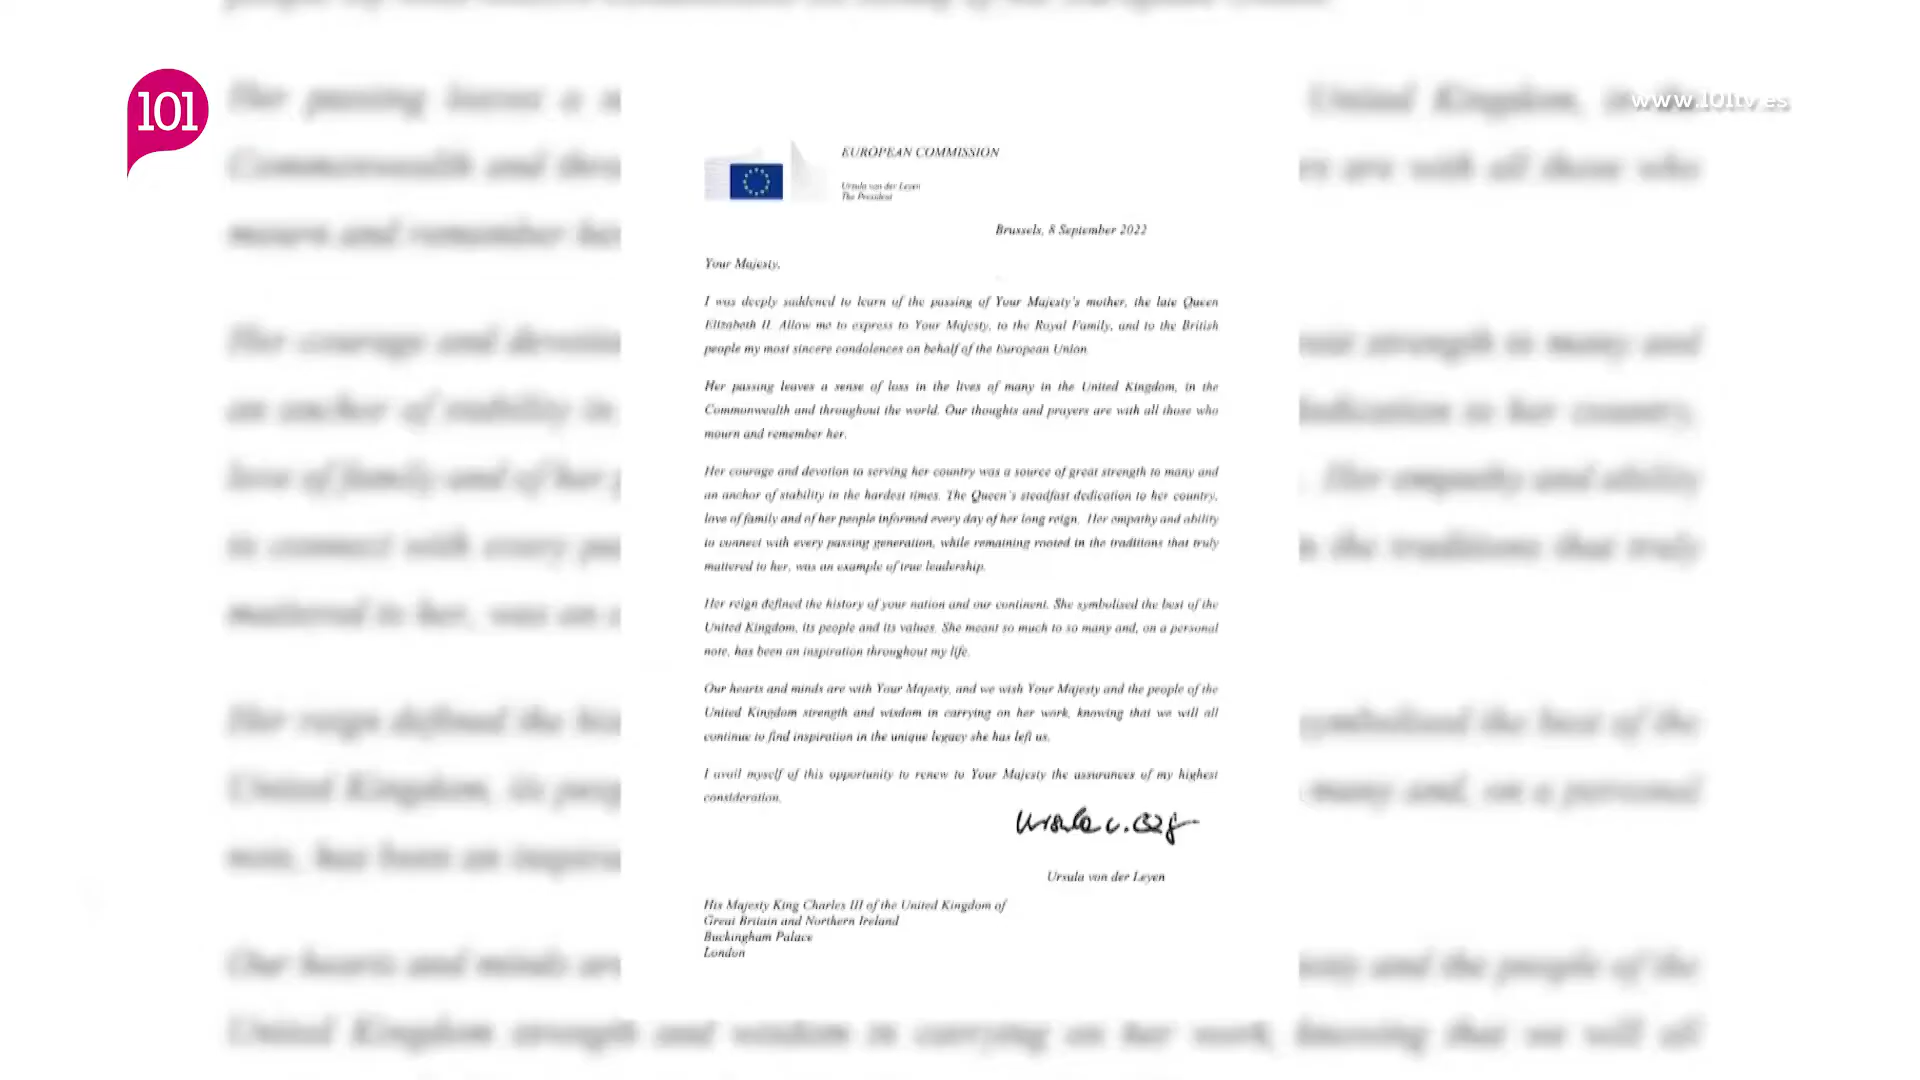 101
www.101tv.es
EUROPEAN COMMISSION
Ursula von der Leyen
The President
Brussels, 8 September 2022
Your Majesty,
I was deeply saddened to learn of the passing of Your Majesty's mother, the late Queen
Elizabeth II. Allow me to express to Your Majesty, to the Royal Family, and to the British
people my most sincere condolences on behalf of the European Union.
Her passing leaves a sense of loss in the lives of many in the United Kingdom, in the
Commonwealth and throughout the world. Our thoughts and prayers are with all those who
mourn and remember her.
Her courage and devotion to serving her country was a source of great strength to many and
an anchor of stability in the hardest times. The Queen's steadfast dedication to her country,
love of family and of her people informed every day of her long reign. Her empathy and ability
to connect with every passing generation, while remaining rooted in the traditions that truly
mattered to her, was an example of true leadership.
Her reign defined the history of your nation and our continent. She symbolised the best of the
United Kingdom, its people and its values. She meant so much to so many and, on a personal
note, has been an inspiration throughout my life.
Our hearts and minds are with Your Majesty, and we wish Your Majesty and the people of the
United Kingdom strength and wisdom in carrying on her work, knowing that we will all
continue to find inspiration in the unique legacy she has left us.
I avail myself of this opportunity to renew to Your Majesty the assurances of my highest
consideration.
Ursula von der Leyen
His Majesty King Charles III of the United Kingdom of
Great Britain and Northern Ireland
Buckingham Palace
London